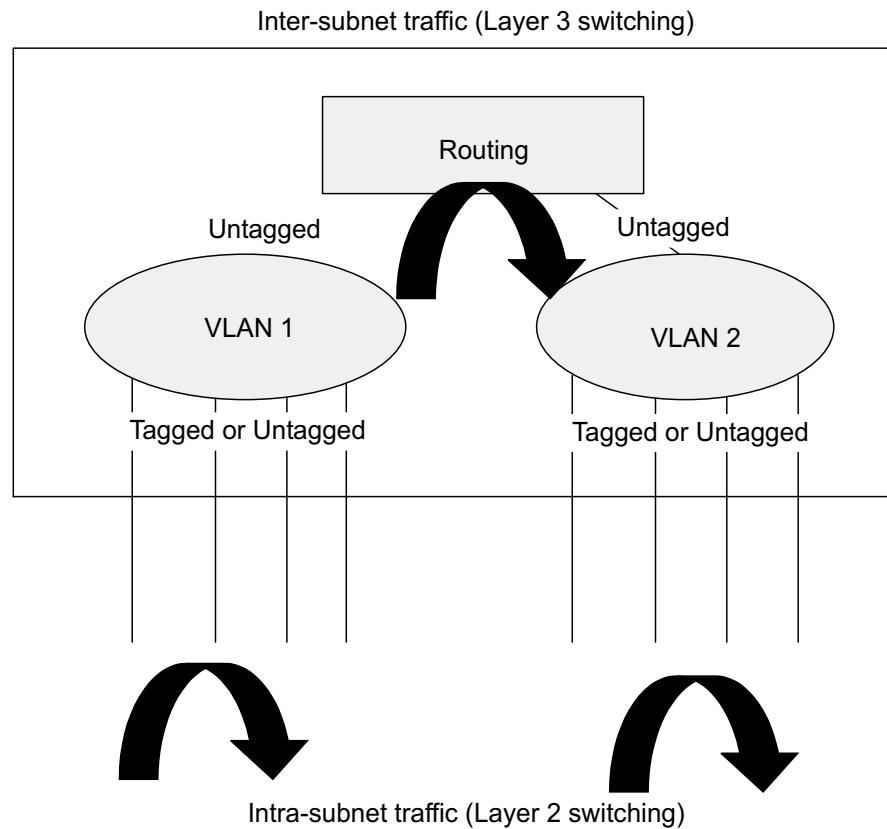 Inter-subnet traffic (Layer 3 switching)
Routing
Untagged
Untagged
VLAN 1
VLAN 2
Tagged or Untagged
Tagged or Untagged
Intra-subnet traffic (Layer 2 switching)